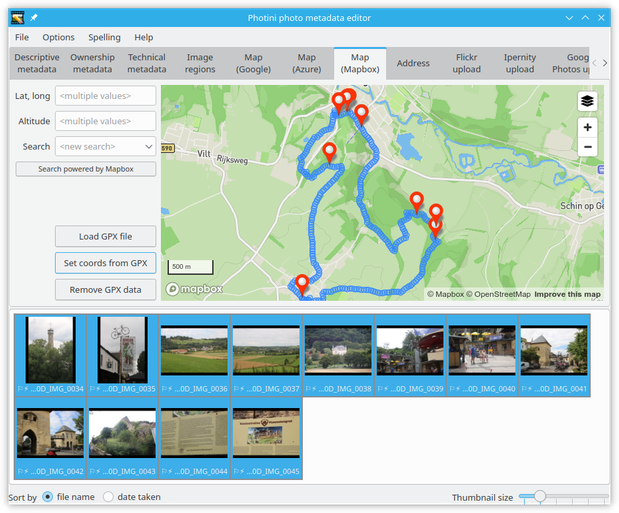 Photini photo metadata editor
File Options Spelling Help
Descriptive metadata
Ownership metadata
Technical metadata
Image regions
Map (Google)
Map (Azure)
Map (Mapbox)
Address
Flickr upload
Ipernity upload
Goog
Photos u
Lat, long <multiple values>
Altitude <multiple values>
Search <new search>
Search powered by Mapbox
Load GPX file
Set coords from GPX
Remove GPX data
590
Vilt
Rijksweg
Schin op Ge
500 m
mapbox
© Mapbox © OpenStreetMap Improve this map
...0D_IMG_0034
...0D_IMG_0035
...0D_IMG_0036
...0D_IMG_0037
...0D_IMG_0038
...0D_IMG_0039
...0D_IMG_0040
...0D_IMG_0041
...0D_IMG_0042
...0D_IMG_0043
...0D_IMG_0044
...0D_IMG_0045
Sort by file name date taken
Thumbnail size